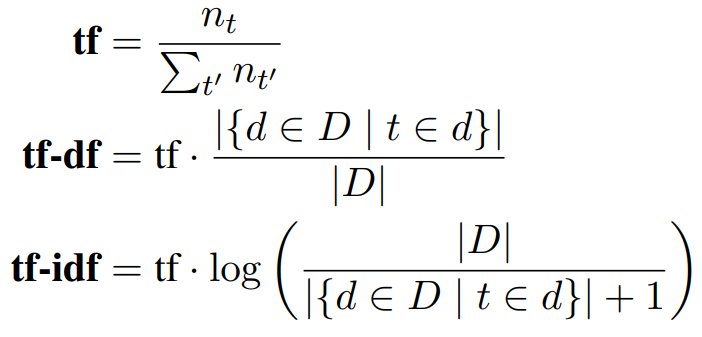 tf = n_t / ∑_{t'} n_{t'}
tf-df = tf · |{d ∈ D | t ∈ d}| / |D|
tf-idf = tf · log ( |D| / |{d ∈ D | t ∈ d}| + 1 )